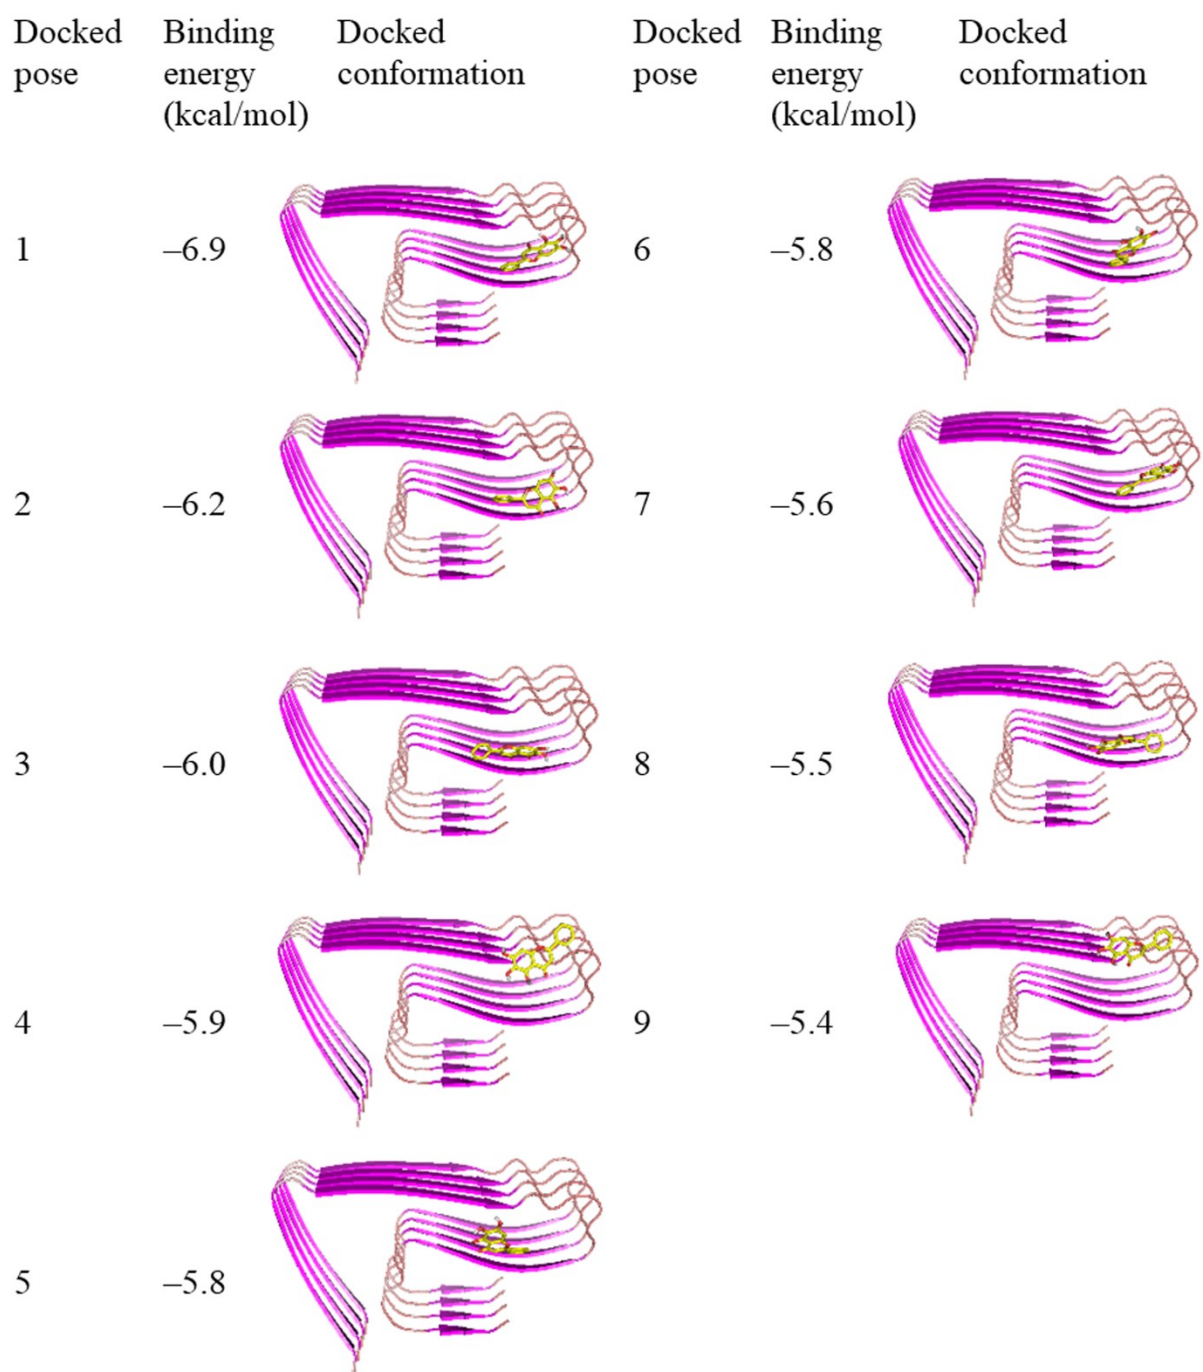 Docked Binding Docked Docked Binding Docked
pose energy conformation pose energy conformation
(kcal/mol) (kcal/mol)
1 –6.9 6 –5.8
2 –6.2 7 –5.6
3 –6.0 8 –5.5
4 –5.9 9 –5.4
5 –5.8